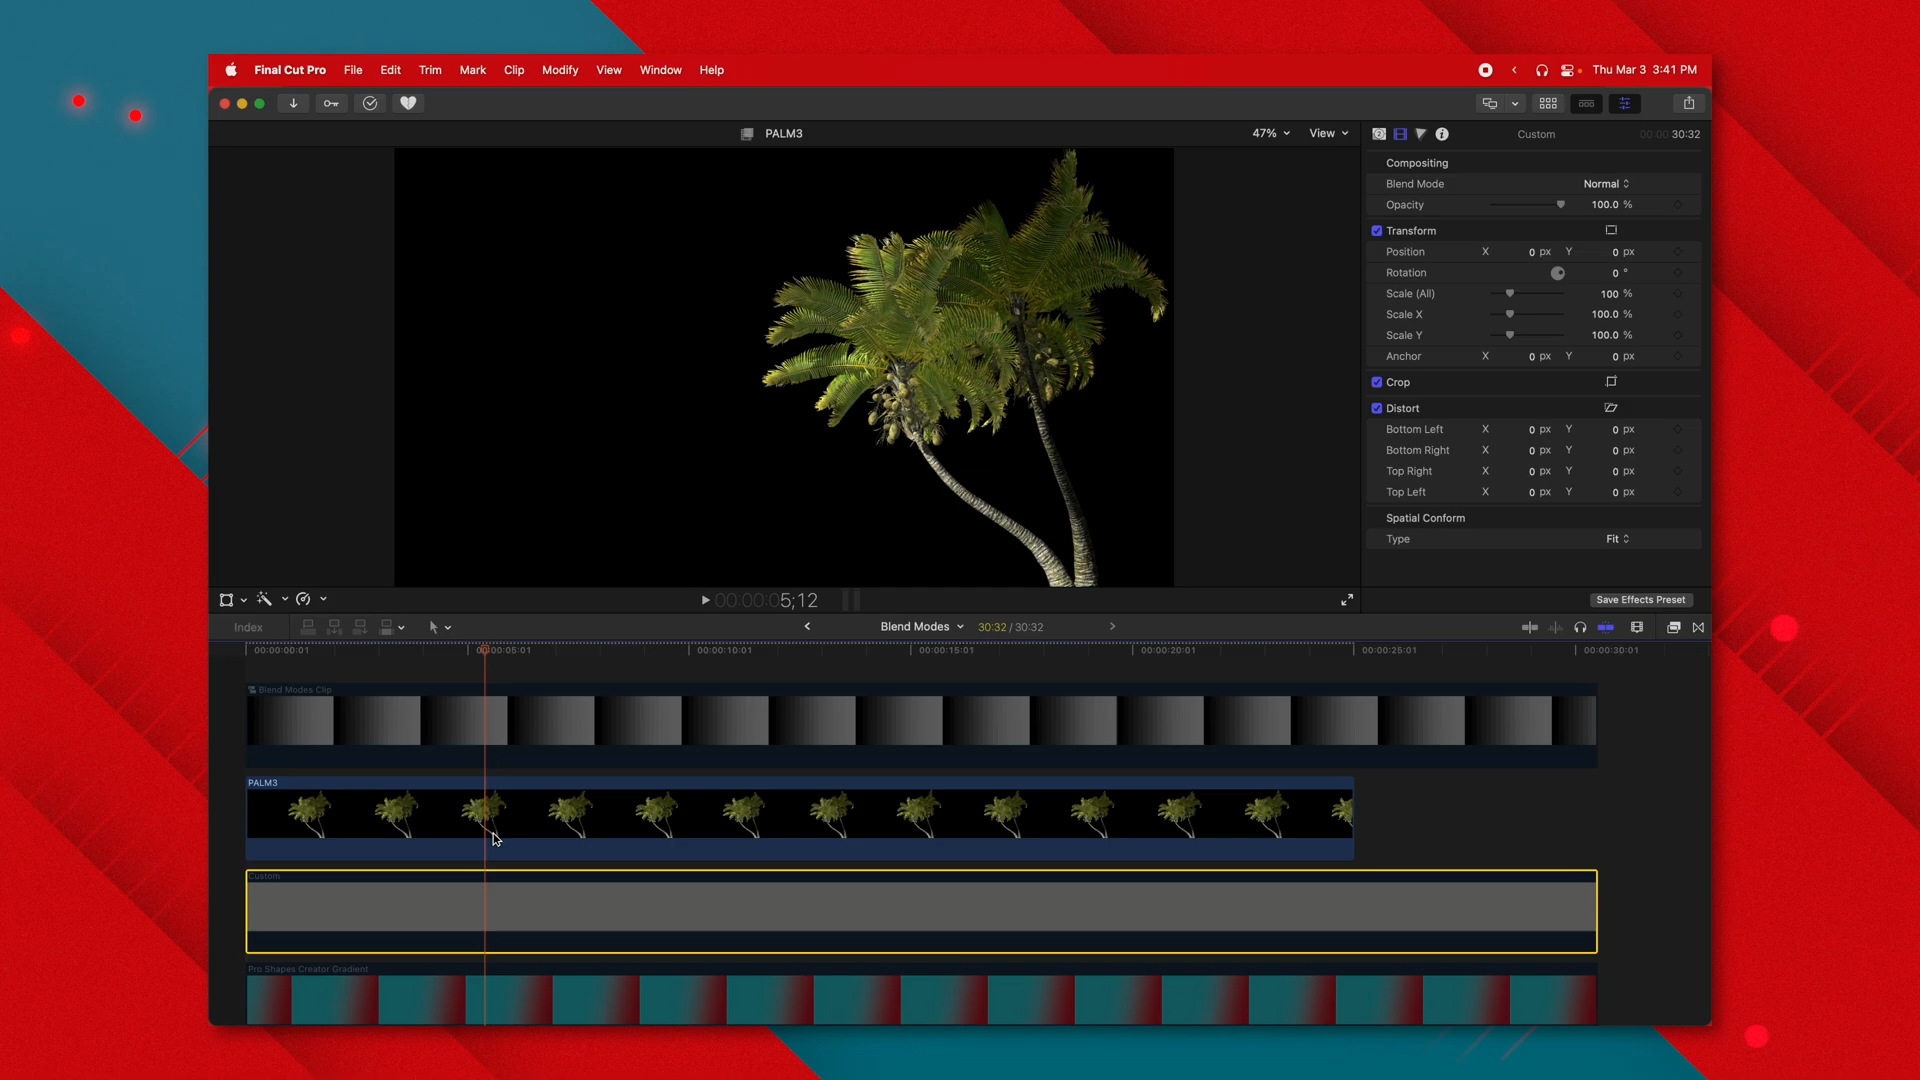 Final Cut Pro File Edit Trim Mark Clip Modify View Window Help Thu Mar 3 3:41 PM
PALM3 47% View Custom 00:00:30:32
Compositing
Blend Mode Normal
Opacity 100.0 %
Transform
Position X 0 px Y 0 px
Rotation 0 °
Scale (All) 100 %
Scale X 100.0 %
Scale Y 100.0 %
Anchor X 0 px Y 0 px
Crop
Distort
Bottom Left X 0 px Y 0 px
Bottom Right X 0 px Y 0 px
Top Right X 0 px Y 0 px
Top Left X 0 px Y 0 px
Spatial Conform
Type Fit
00:00:05;12 Save Effects Preset
Index Blend Modes 30:32 / 30:32
00:00:00:01 00:00:05:01 00:00:10:01 00:00:15:01 00:00:20:01 00:00:25:01 00:00:30:01
Blend Modes Clip
PALM3
Custom
Pro Shapes Creator Gradient